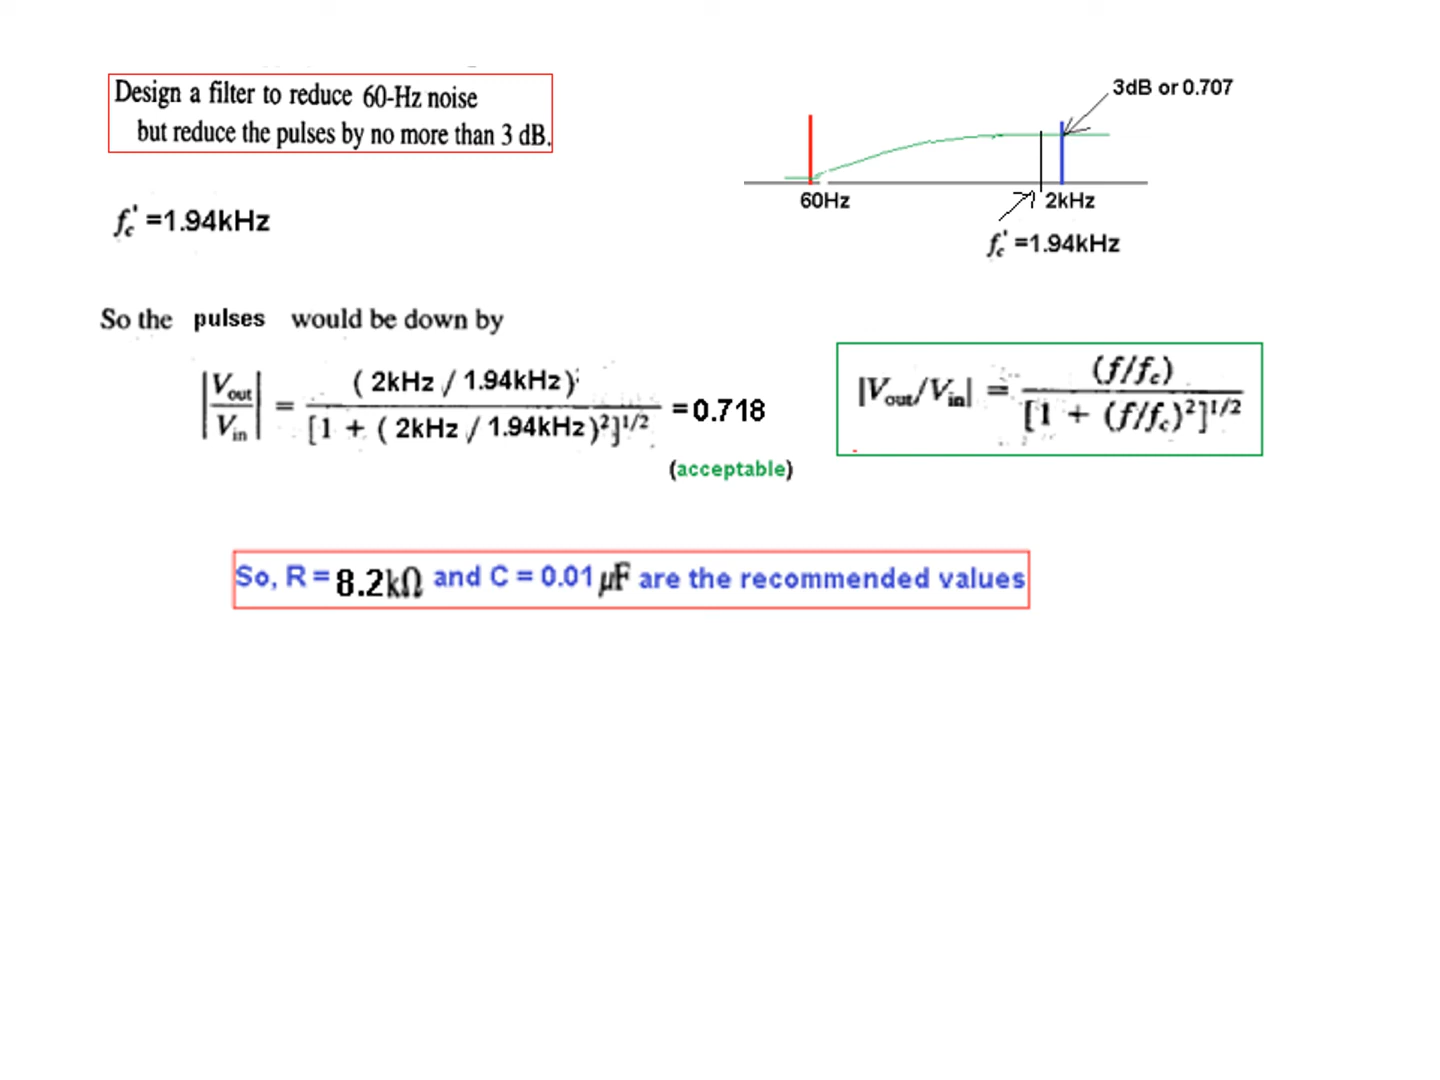 Design a filter to reduce 60-Hz noise
but reduce the pulses by no more than 3 dB.
3dB or 0.707
60Hz
2kHz
fc' =1.94kHz
fc' =1.94kHz
So the pulses would be down by
|Vout/Vin| = (2kHz / 1.94kHz) / [1 + (2kHz / 1.94kHz)²]^1/2 =0.718
(acceptable)
|Vout/Vin| = (f/fc) / [1 + (f/fc)²]^1/2
So, R = 8.2kΩ and C = 0.01 µF are the recommended values